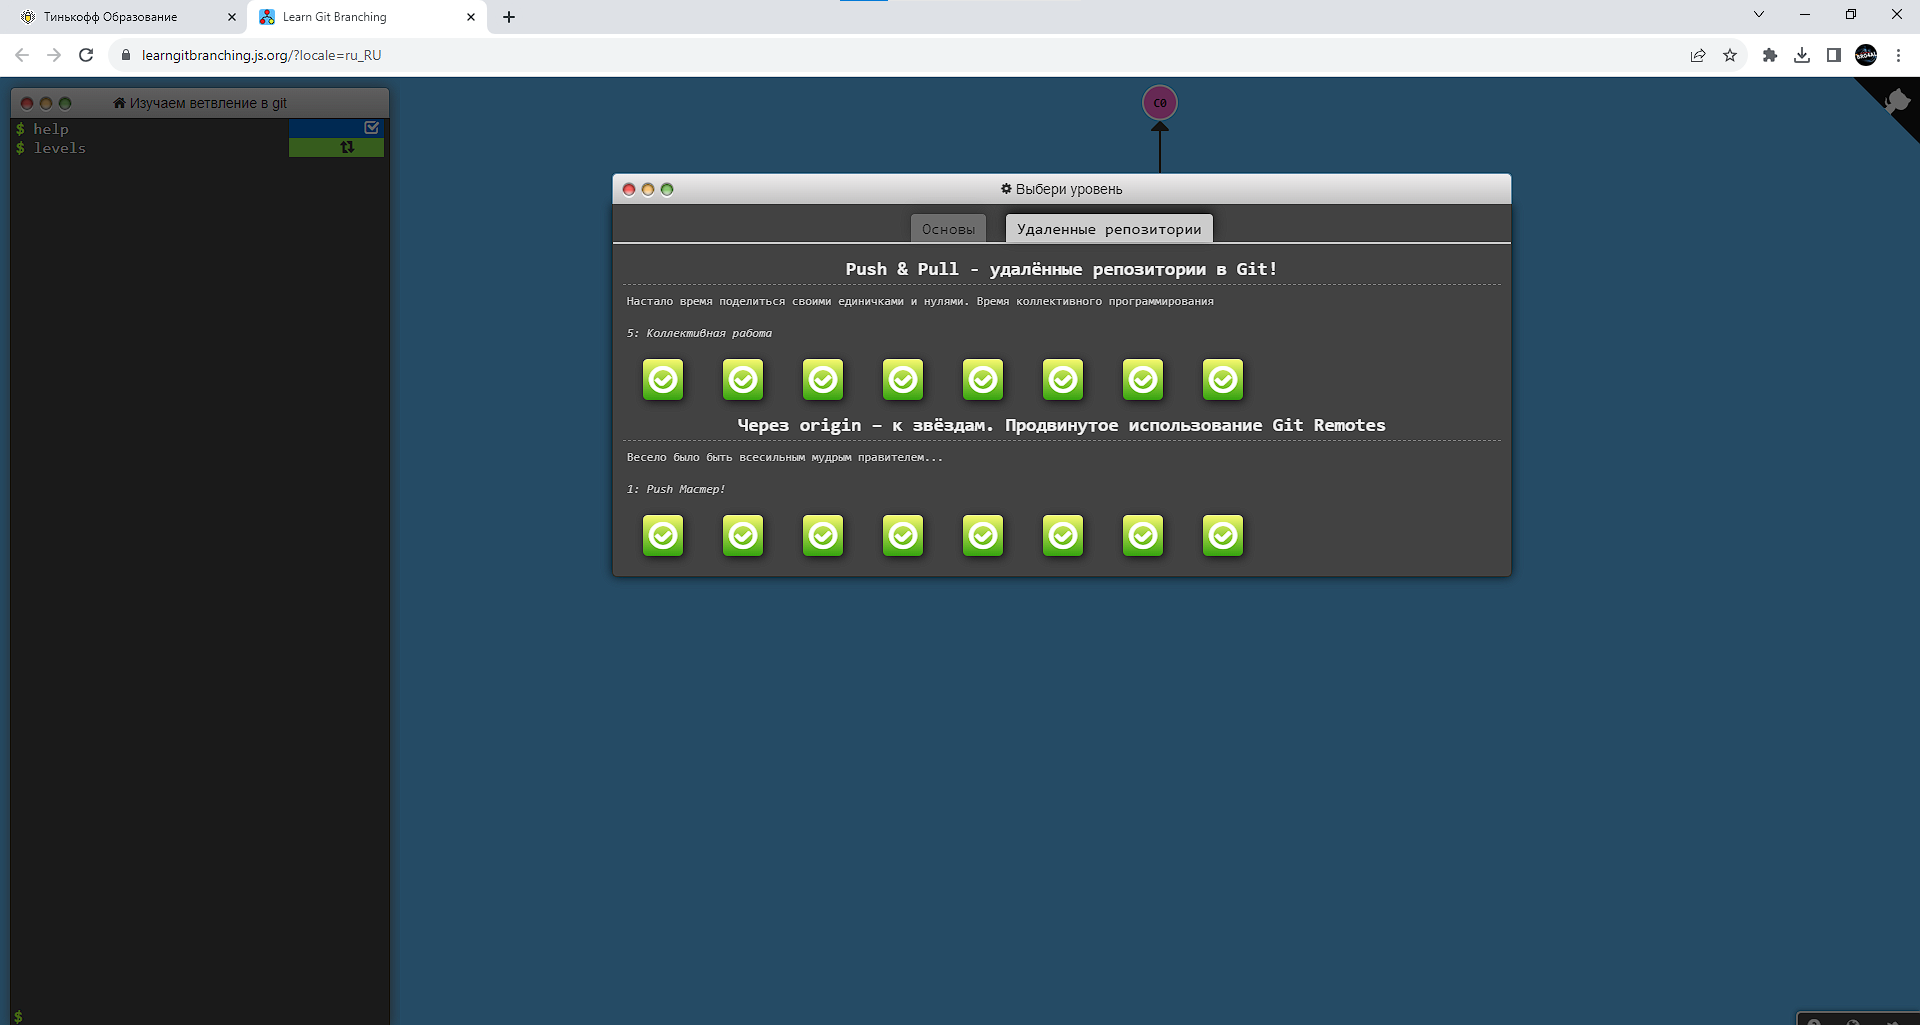 Тинькофф Образование
Learn Git Branching
learngitbranching.js.org/?locale=ru_RU
Изучаем ветвление в git
$ help
$ levels
C0
Выбери уровень
Основы
Удаленные репозитории
Push & Pull - удалённые репозитории в Git!
Настало время поделиться своими единичками и нулями. Время коллективного программирования
5: Коллективная работа
Через origin – к звёздам. Продвинутое использование Git Remotes
Весело было быть всесильным мудрым правителем...
1: Push Мастер!
$